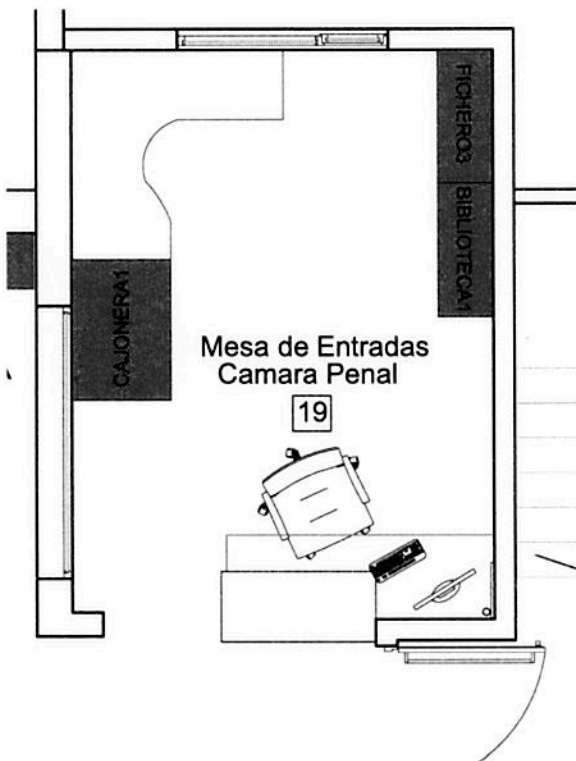 FICHERO3
BIBLIOTECA1
CAJONERA1
Mesa de Entradas
Camara Penal
19